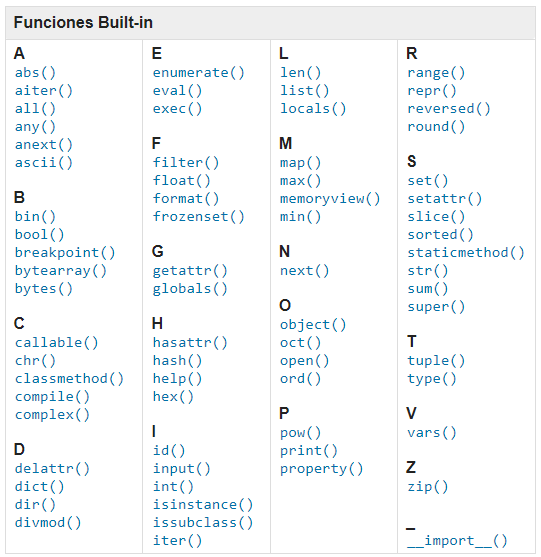 Funciones Built-in
A
abs()
aiter()
all()
any()
anext()
ascii()
B
bin()
bool()
breakpoint()
bytearray()
bytes()
C
callable()
chr()
classmethod()
compile()
complex()
D
delattr()
dict()
dir()
divmod()
E
enumerate()
eval()
exec()
F
filter()
float()
format()
frozenset()
G
getattr()
globals()
H
hasattr()
hash()
help()
hex()
I
id()
input()
int()
isinstance()
issubclass()
iter()
L
len()
list()
locals()
M
map()
max()
memoryview()
min()
N
next()
O
object()
oct()
open()
ord()
P
pow()
print()
property()
R
range()
repr()
reversed()
round()
S
set()
setattr()
slice()
sorted()
staticmethod()
str()
sum()
super()
T
tuple()
type()
V
vars()
Z
zip()
_
__import__()